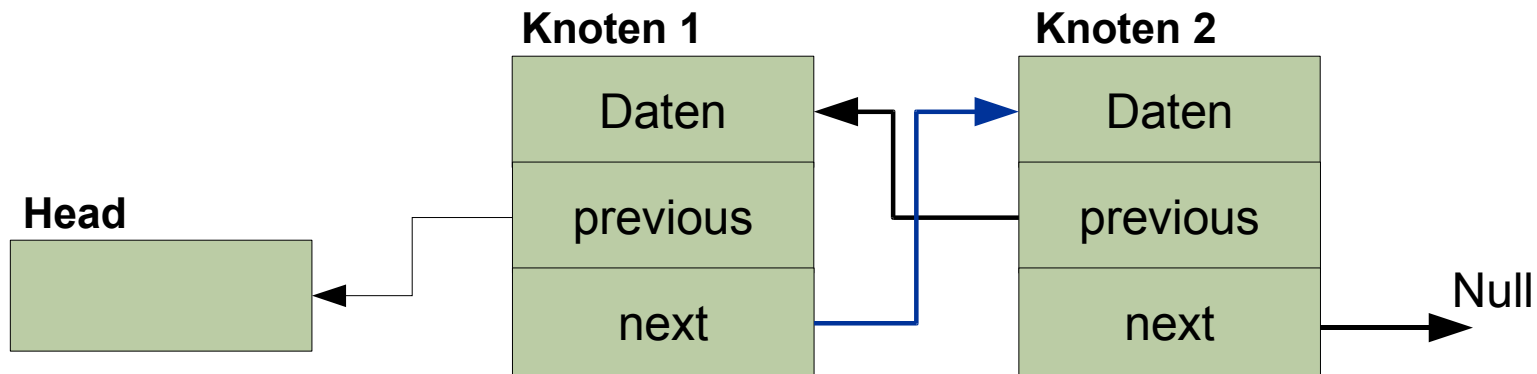 Knoten 1
Knoten 2
Daten
Daten
Head
previous
previous
next
next
Null